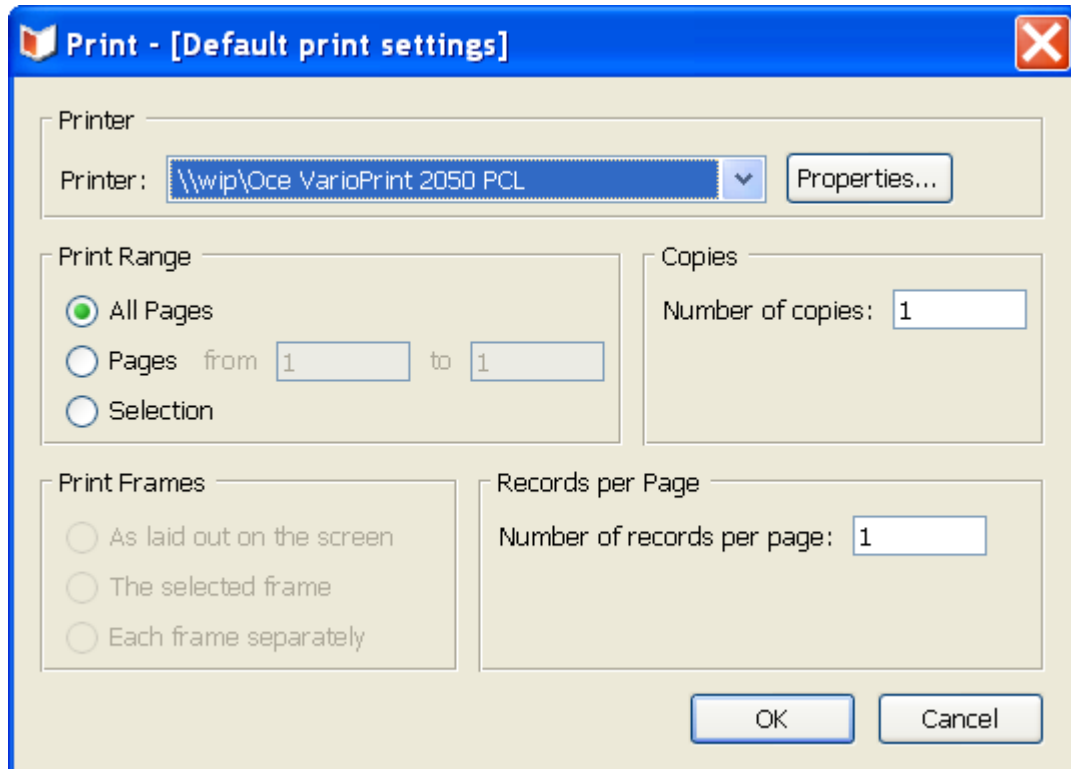 Print - [Default print settings]
Printer
Printer: \\wip\Oce VarioPrint 2050 PCL Properties...
Print Range
All Pages
Pages from 1 to 1
Selection
Copies
Number of copies: 1
Print Frames
As laid out on the screen
The selected frame
Each frame separately
Records per Page
Number of records per page: 1
OK Cancel